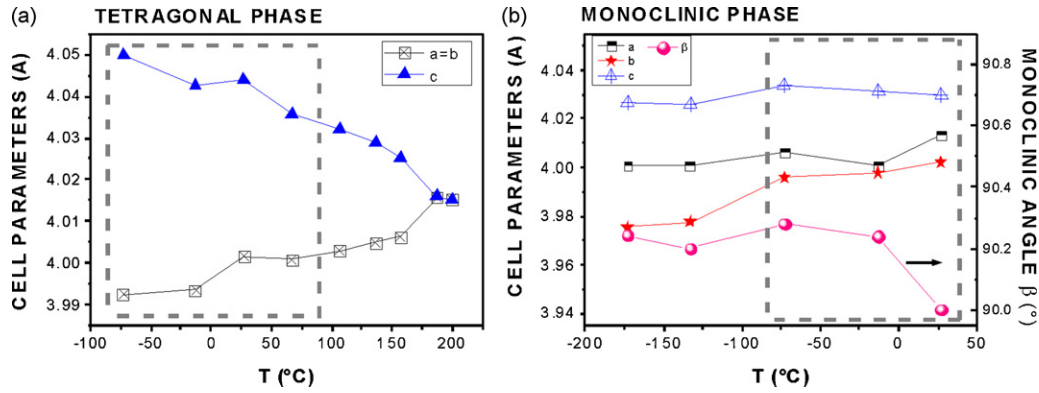 (a) TETRAGONAL PHASE
CELL PARAMETERS (A)
4.05
4.04
4.03
4.02
4.01
4.00
3.99
a=b
c
-100 -50 0 50 100 150 200
T (ºC)
(b) MONOCLINIC PHASE
CELL PARAMETERS (A)
4.04
4.02
4.00
3.98
3.96
3.94
a β
b
c
90.8
90.6
90.4
90.2
90.0
MONOCLINIC ANGLE β (°)
-200 -150 -100 -50 0 50
T (ºC)